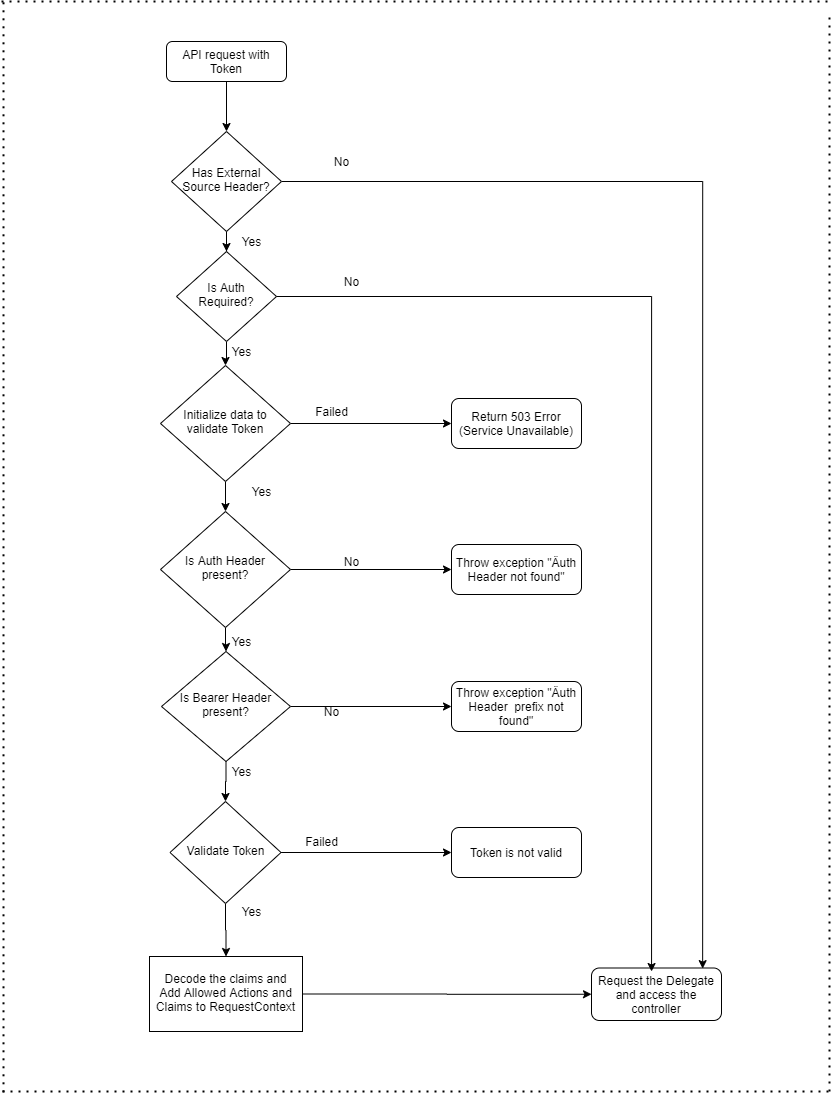 API request with
Token
No
Has External
Source Header?
Yes
No
Is Auth
Required?
Yes
Failed
Initialize data to
validate Token
Return 503 Error
(Service Unavailable)
Yes
No
Is Auth Header
present?
Throw exception "Äuth
Header not found"
Yes
Is Bearer Header
present?
No
Throw exception "Äuth
Header  prefix not
found"
Yes
Failed
Validate Token
Token is not valid
Yes
Decode the claims and
Add Allowed Actions and
Claims to RequestContext
Request the Delegate
and access the
controller